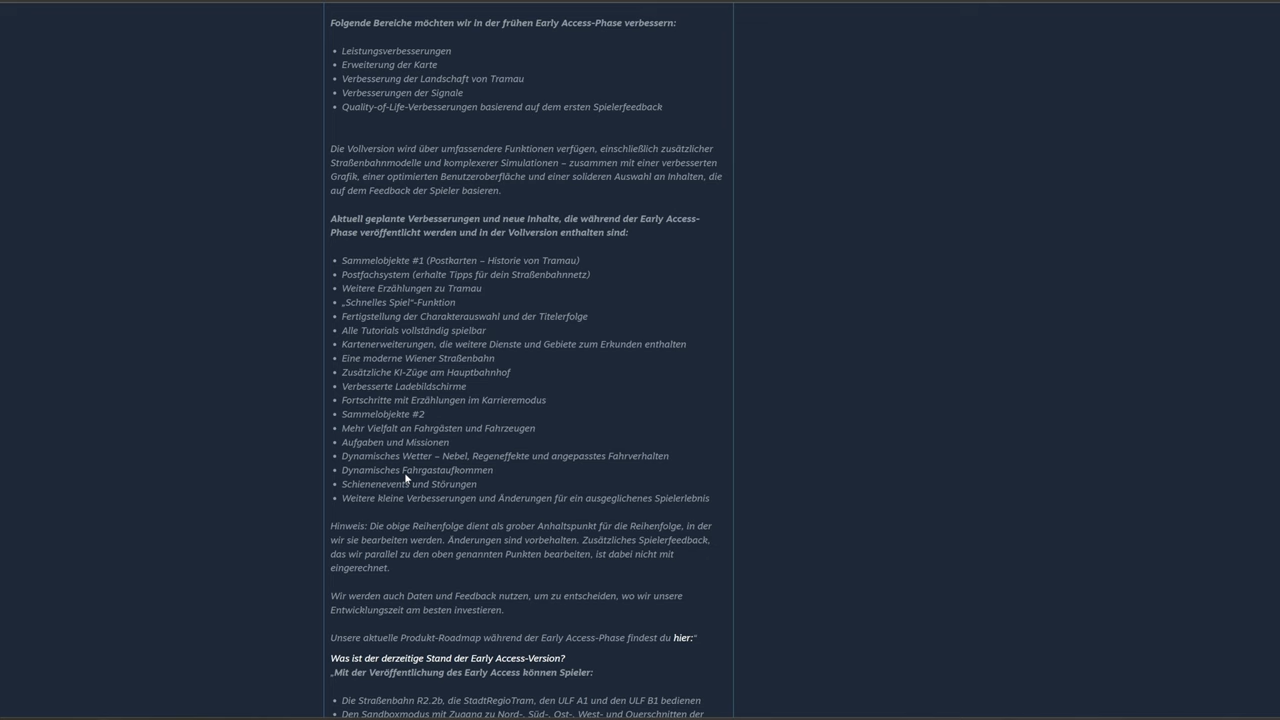 Folgende Bereiche möchten wir in der frühen Early Access-Phase verbessern:
• Leistungsverbesserungen
• Erweiterung der Karte
• Verbesserung der Landschaft von Tramau
• Verbesserungen der Signale
• Quality-of-Life-Verbesserungen basierend auf dem ersten Spielerfeedback
Die Vollversion wird über umfassendere Funktionen verfügen, einschließlich zusätzlicher
Straßenbahnmodelle und komplexerer Simulationen – zusammen mit einer verbesserten
Grafik, einer optimierten Benutzeroberfläche und einer solideren Auswahl an Inhalten, die
auf dem Feedback der Spieler basieren.
Aktuell geplante Verbesserungen und neue Inhalte, die während der Early Access-
Phase veröffentlicht werden und in der Vollversion enthalten sind:
• Sammelobjekte #1 (Postkarten – Historie von Tramau)
• Postfachsystem (erhalte Tipps für dein Straßenbahnnetz)
• Weitere Erzählungen zu Tramau
• „Schnelles Spiel“-Funktion
• Fertigstellung der Charakterauswahl und der Titelerfolge
• Alle Tutorials vollständig spielbar
• Kartenerweiterungen, die weitere Dienste und Gebiete zum Erkunden enthalten
• Eine moderne Wiener Straßenbahn
• Zusätzliche KI-Züge am Hauptbahnhof
• Verbesserte Ladebildschirme
• Fortschritte mit Erzählungen im Karrieremodus
• Sammelobjekte #2
• Mehr Vielfalt an Fahrgästen und Fahrzeugen
• Aufgaben und Missionen
• Dynamisches Wetter – Nebel, Regeneffekte und angepasstes Fahrverhalten
• Dynamisches Fahrgastaufkommen
• Schienenevents und Störungen
• Weitere kleine Verbesserungen und Änderungen für ein ausgeglichenes Spielerlebnis
Hinweis: Die obige Reihenfolge dient als grober Anhaltspunkt für die Reihenfolge, in der
wir sie bearbeiten werden. Änderungen sind vorbehalten. Zusätzliches Spielerfeedback,
das wir parallel zu den oben genannten Punkten bearbeiten, ist dabei nicht mit
eingerechnet.
Wir werden auch Daten und Feedback nutzen, um zu entscheiden, wo wir unsere
Entwicklungszeit am besten investieren.
Unsere aktuelle Produkt-Roadmap während der Early Access-Phase findest du hier:“
Was ist der derzeitige Stand der Early Access-Version?
„Mit der Veröffentlichung des Early Access können Spieler:
• Die Straßenbahn R2.2b, die StadtRegioTram, den ULF A1 und den ULF B1 bedienen
• Den Sandboxmodus mit Zugang zu Nord-, Süd-, Ost-, West- und Querschnitten der